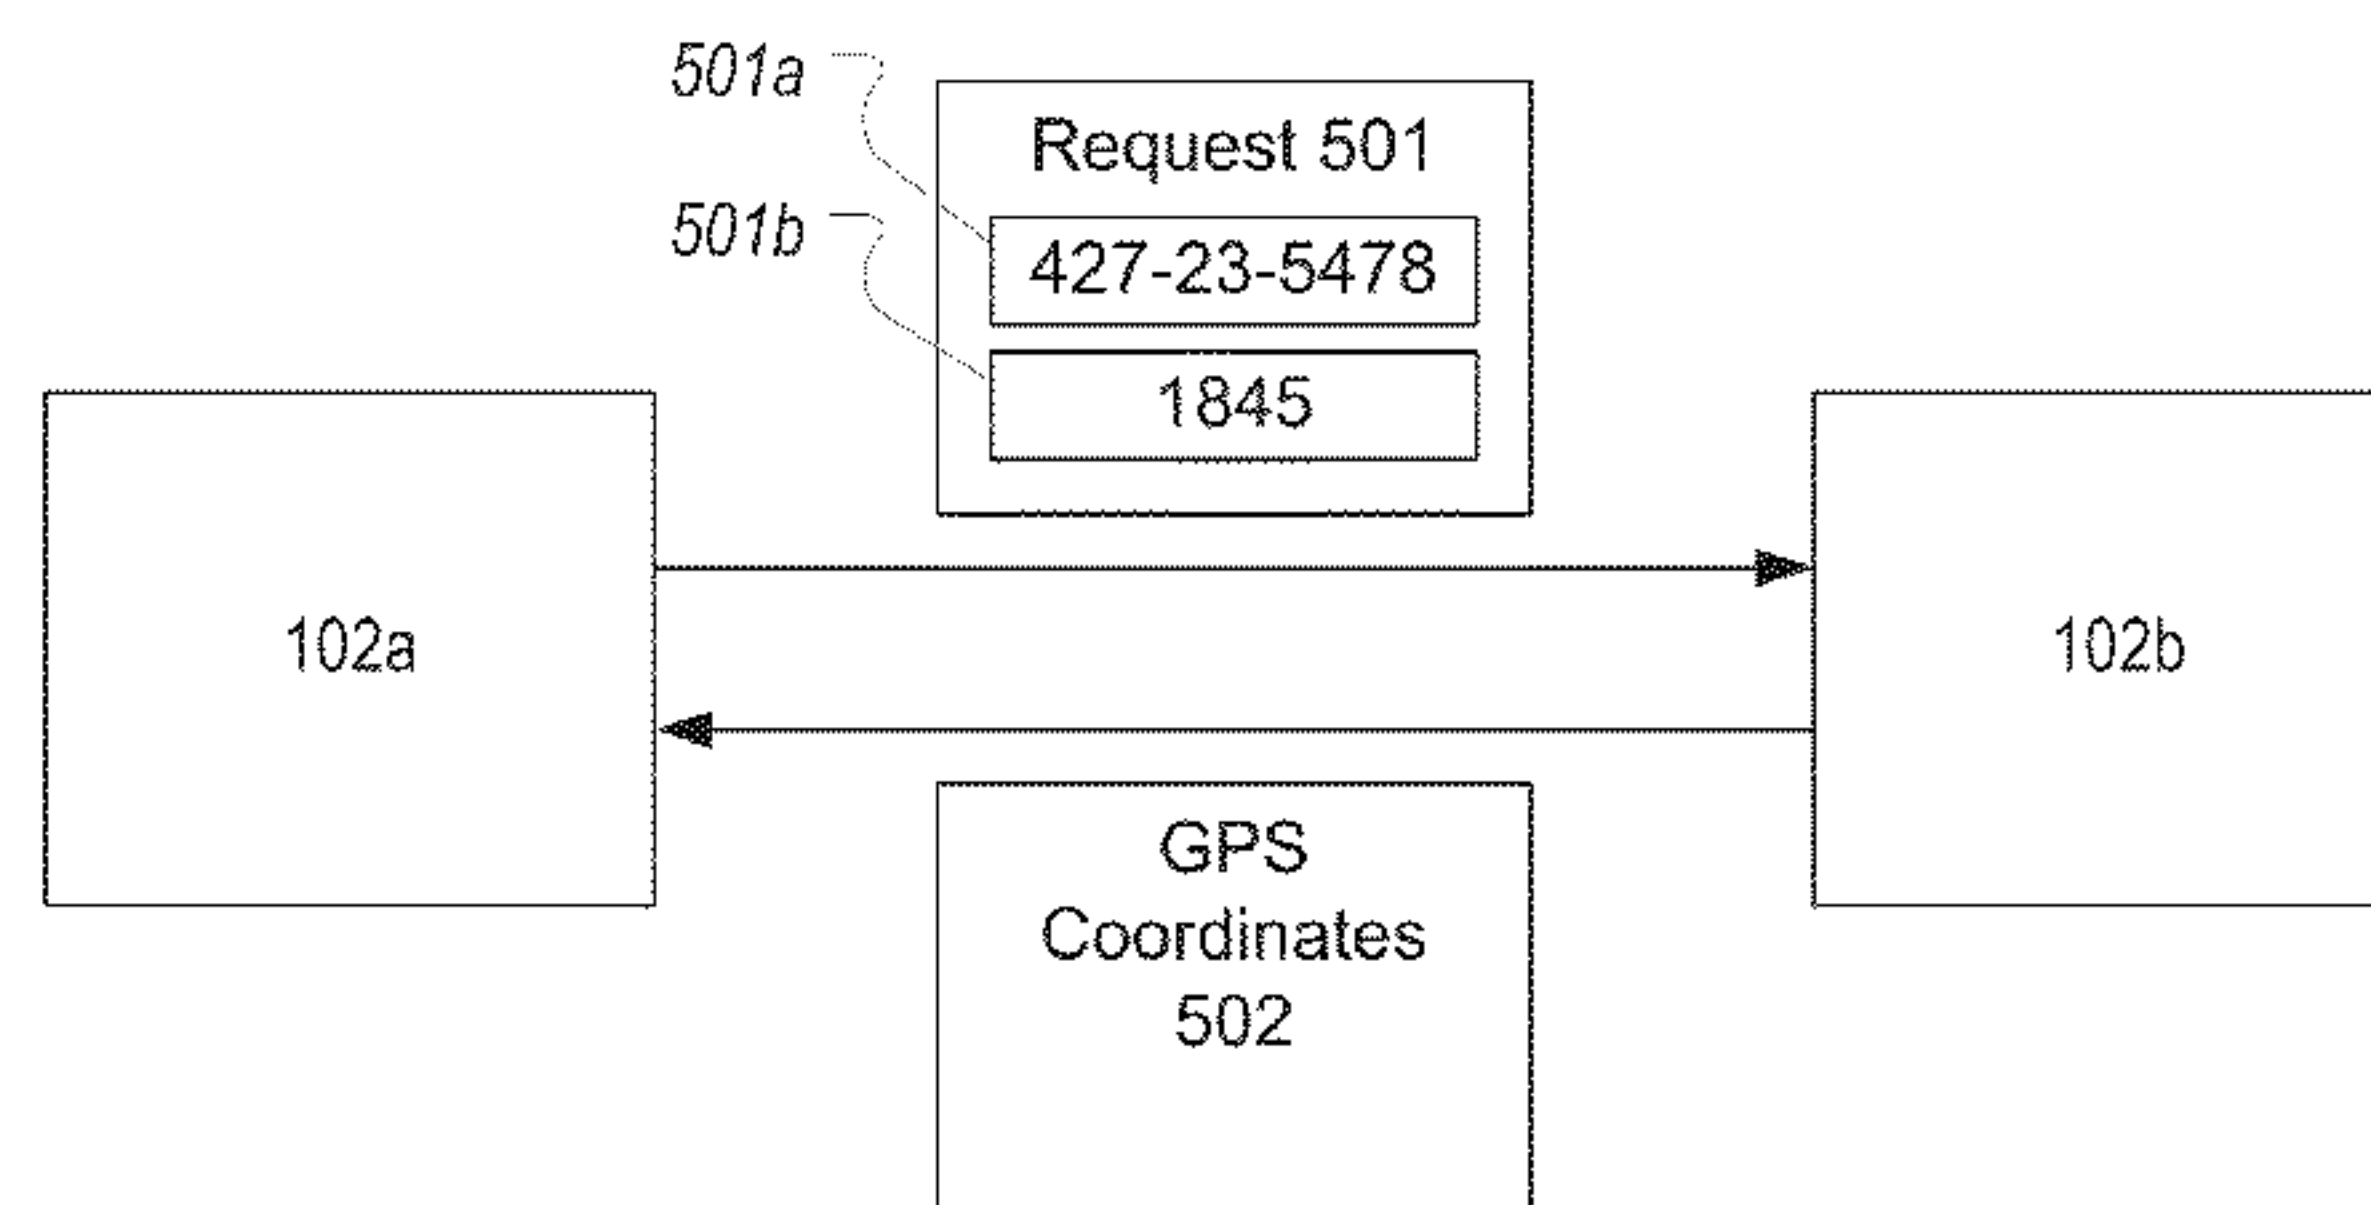 501a
Request 501
501b
427-23-5478
1845
102a
102b
GPS
Coordinates
502